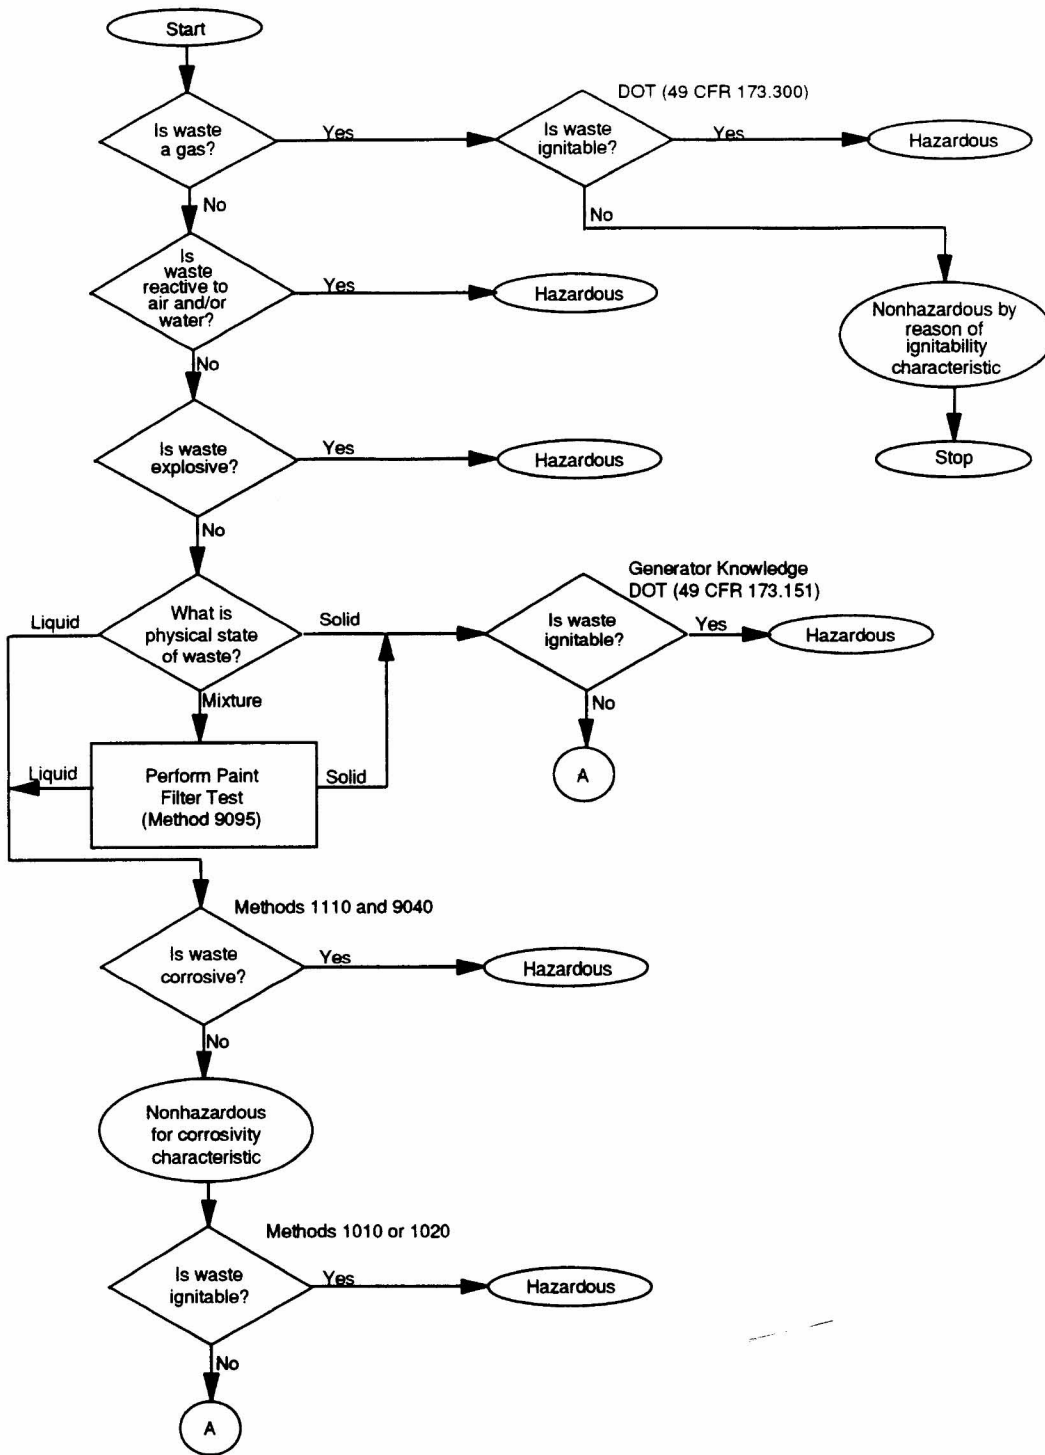 Start
DOT (49 CFR 173.300)
Is waste
a gas?
Yes
Is waste
ignitable?
Yes
Hazardous
No
No
Is
waste
reactive to
air and/or
water?
Yes
Hazardous
Nonhazardous by
reason of
ignitability
characteristic
No
Is waste
explosive?
Yes
Hazardous
Stop
No
Generator Knowledge
DOT (49 CFR 173.151)
Liquid
What is
physical state
of waste?
Solid
Is waste
ignitable?
Yes
Hazardous
Mixture
No
Liquid
Perform Paint
Filter Test
(Method 9095)
Solid
A
Methods 1110 and 9040
Is waste
corrosive?
Yes
Hazardous
No
Nonhazardous
for corrosivity
characteristic
Methods 1010 or 1020
Is waste
ignitable?
Yes
Hazardous
No
A